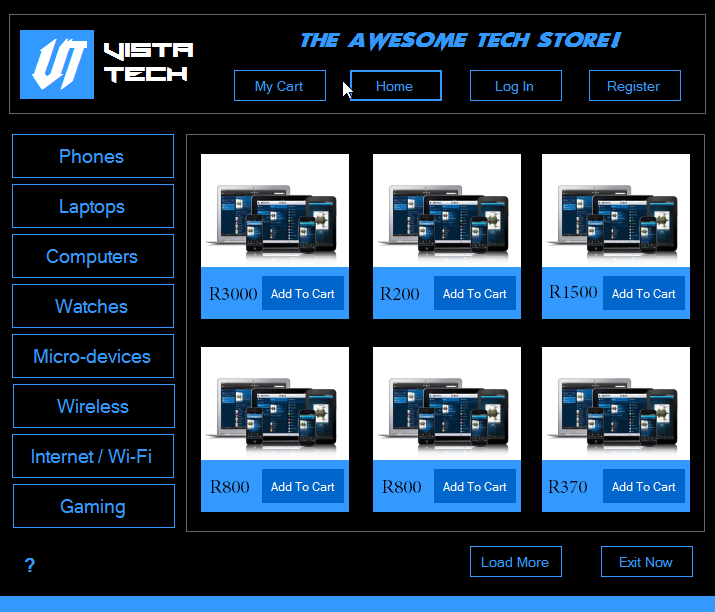 VISTA
TECH
THE AWESOME TECH STORE!
My Cart
Home
Log In
Register
Phones
Laptops
Computers
Watches
Micro-devices
Wireless
Internet / Wi-Fi
Gaming
R3000
Add To Cart
R200
Add To Cart
R1500
Add To Cart
R800
Add To Cart
R800
Add To Cart
R370
Add To Cart
?
Load More
Exit Now